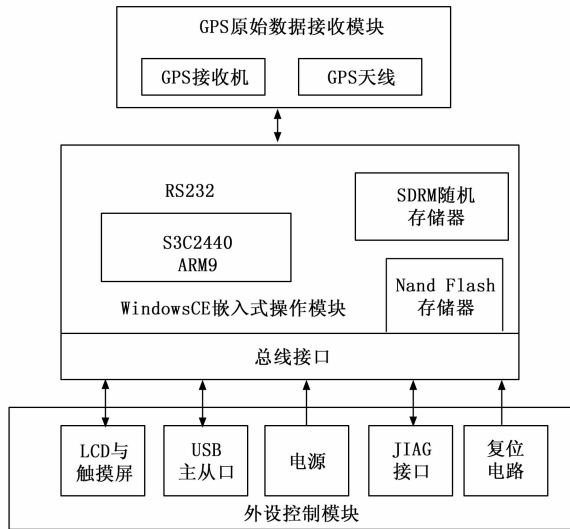 GPS原始数据接收模块
GPS接收机
GPS天线
RS232
SDRM随机
存储器
S3C2440
ARM9
Nand Flash
存储器
WindowsCE嵌入式操作模块
总线接口
LCD与
触摸屏
USB
主从口
电源
JIAG
接口
复位
电路
外设控制模块